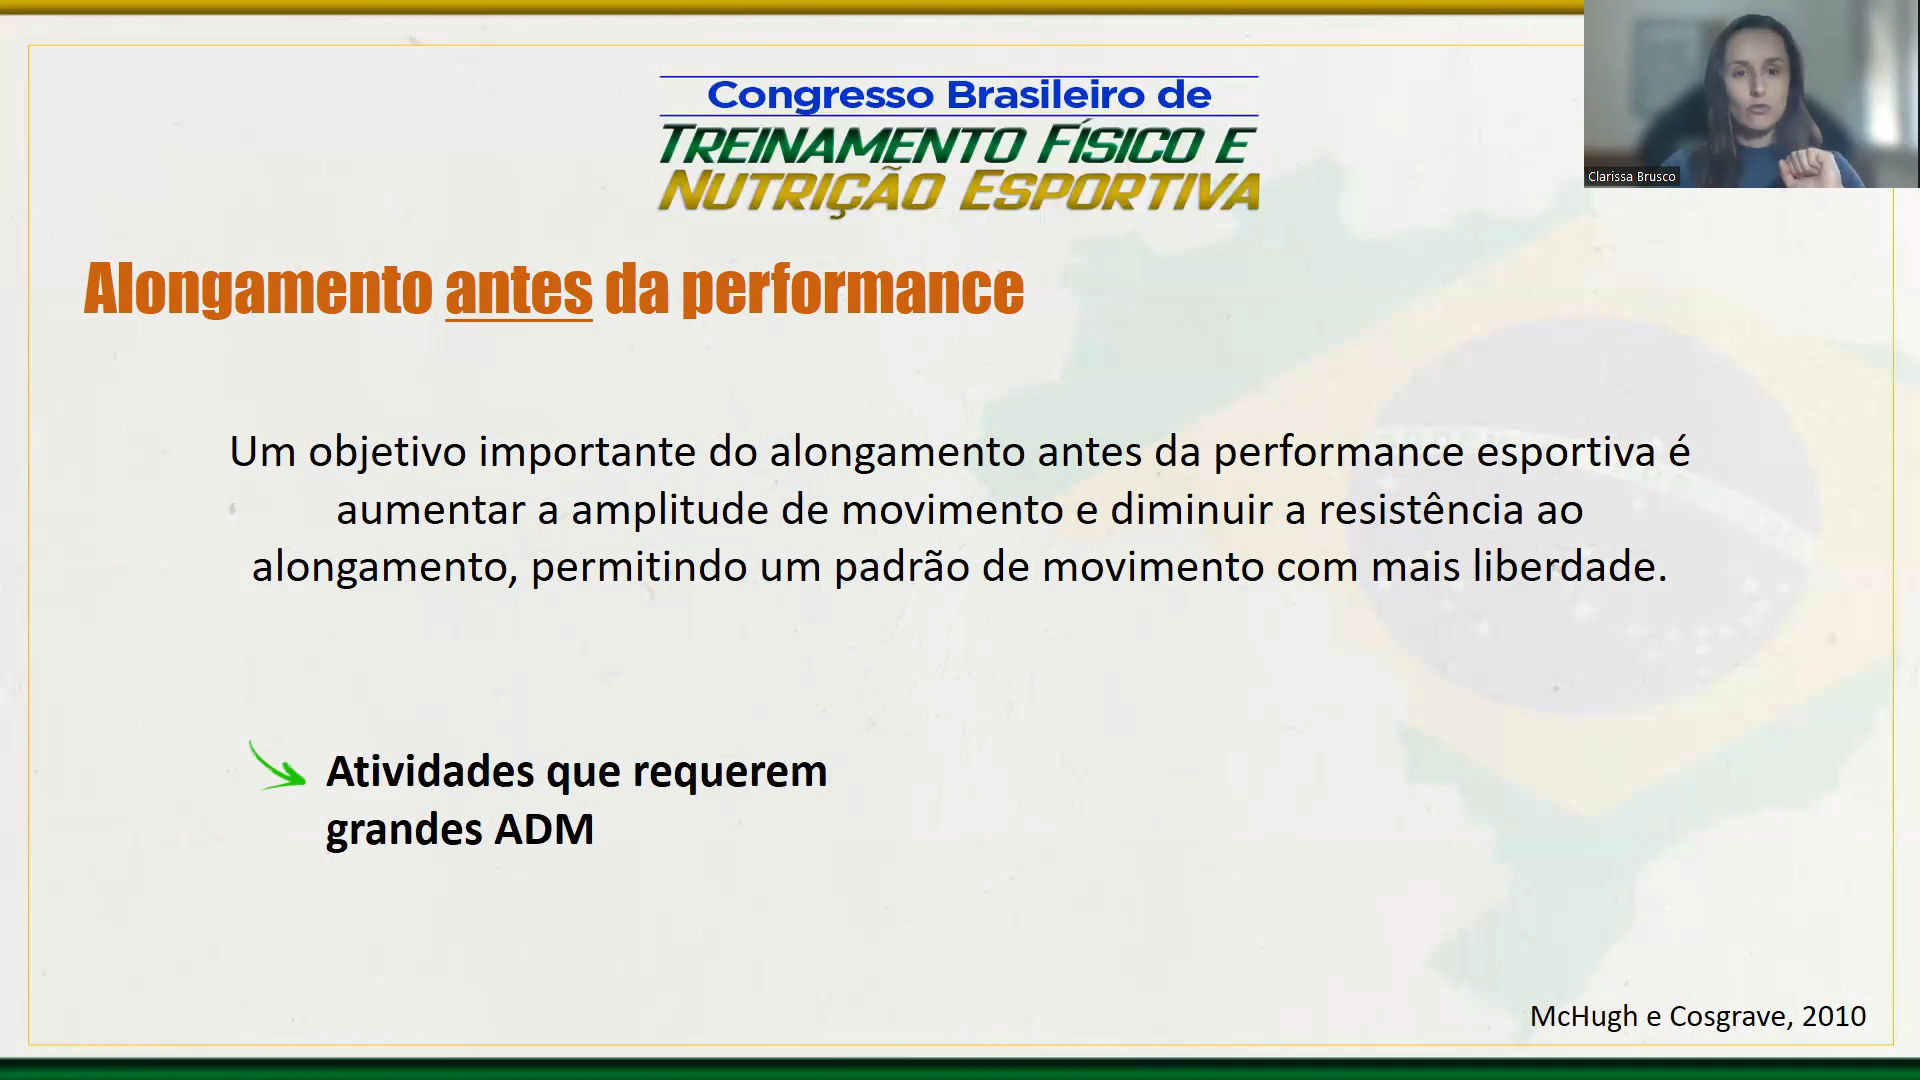 Congresso Brasileiro de
TREINAMENTO FÍSICO E
NUTRIÇÃO ESPORTIVA
Clarissa Brusco
Alongamento antes da performance
Um objetivo importante do alongamento antes da performance esportiva é
aumentar a amplitude de movimento e diminuir a resistência ao
alongamento, permitindo um padrão de movimento com mais liberdade.
Atividades que requerem
grandes ADM
McHugh e Cosgrave, 2010